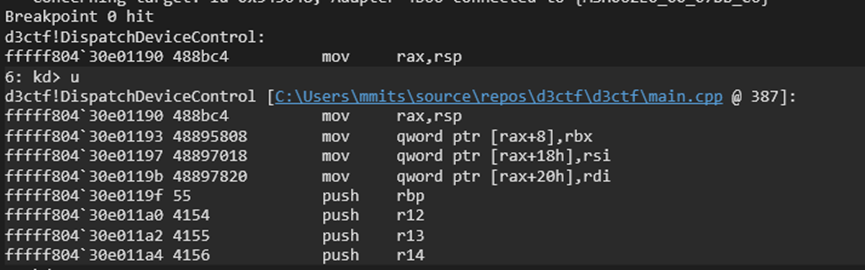 Breakpoint 0 hit
d3ctf!DispatchDeviceControl:
fffff804`30e01190 488bc4          mov     rax,rsp
6: kd> u
d3ctf!DispatchDeviceControl [C:\Users\mmits\source\repos\d3ctf\d3ctf\main.cpp @ 387]:
fffff804`30e01190 488bc4          mov     rax,rsp
fffff804`30e01193 48895808        mov     qword ptr [rax+8],rbx
fffff804`30e01197 48897018        mov     qword ptr [rax+18h],rsi
fffff804`30e0119b 48897820        mov     qword ptr [rax+20h],rdi
fffff804`30e0119f 55              push    rbp
fffff804`30e011a0 4154            push    r12
fffff804`30e011a2 4155            push    r13
fffff804`30e011a4 4156            push    r14